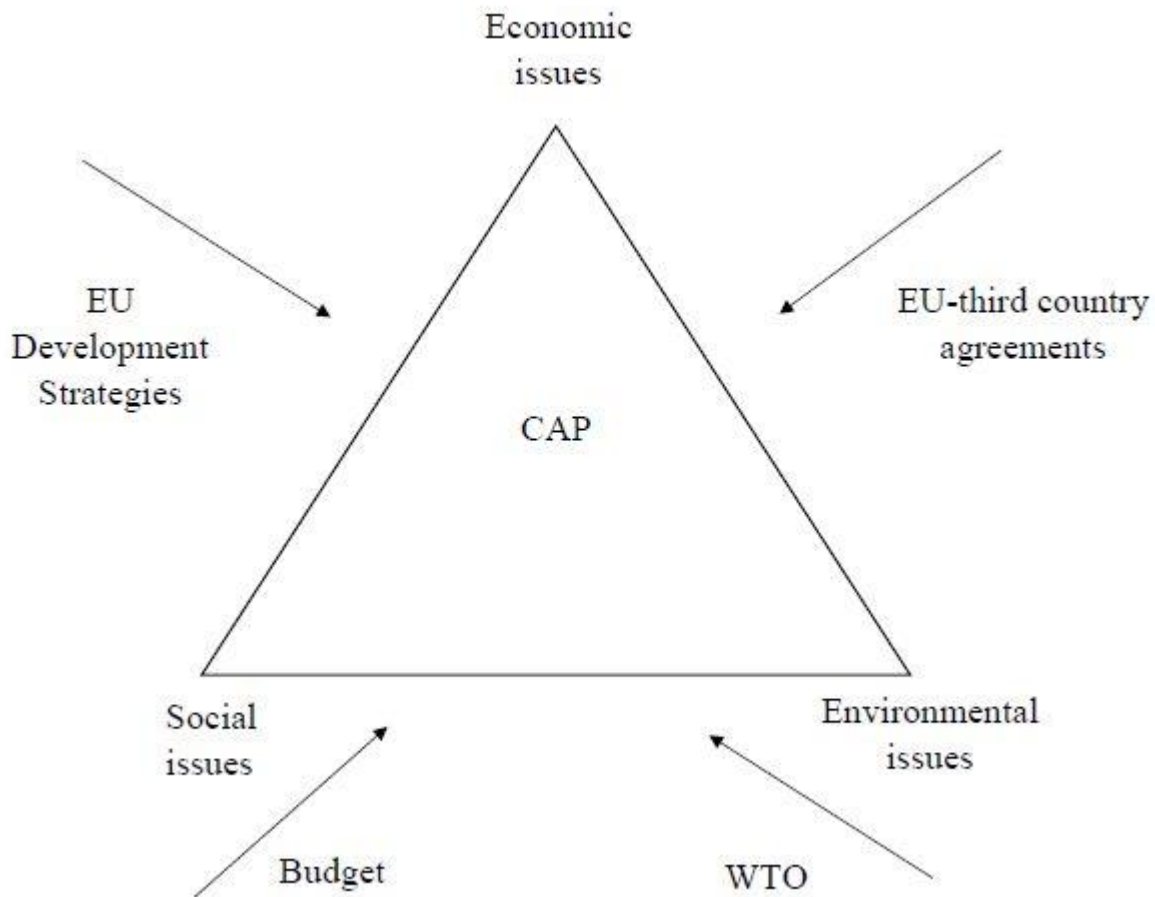 Economic
issues
EU
Development
Strategies
EU-third country
agreements
CAP
Social
issues
Environmental
issues
Budget
WTO